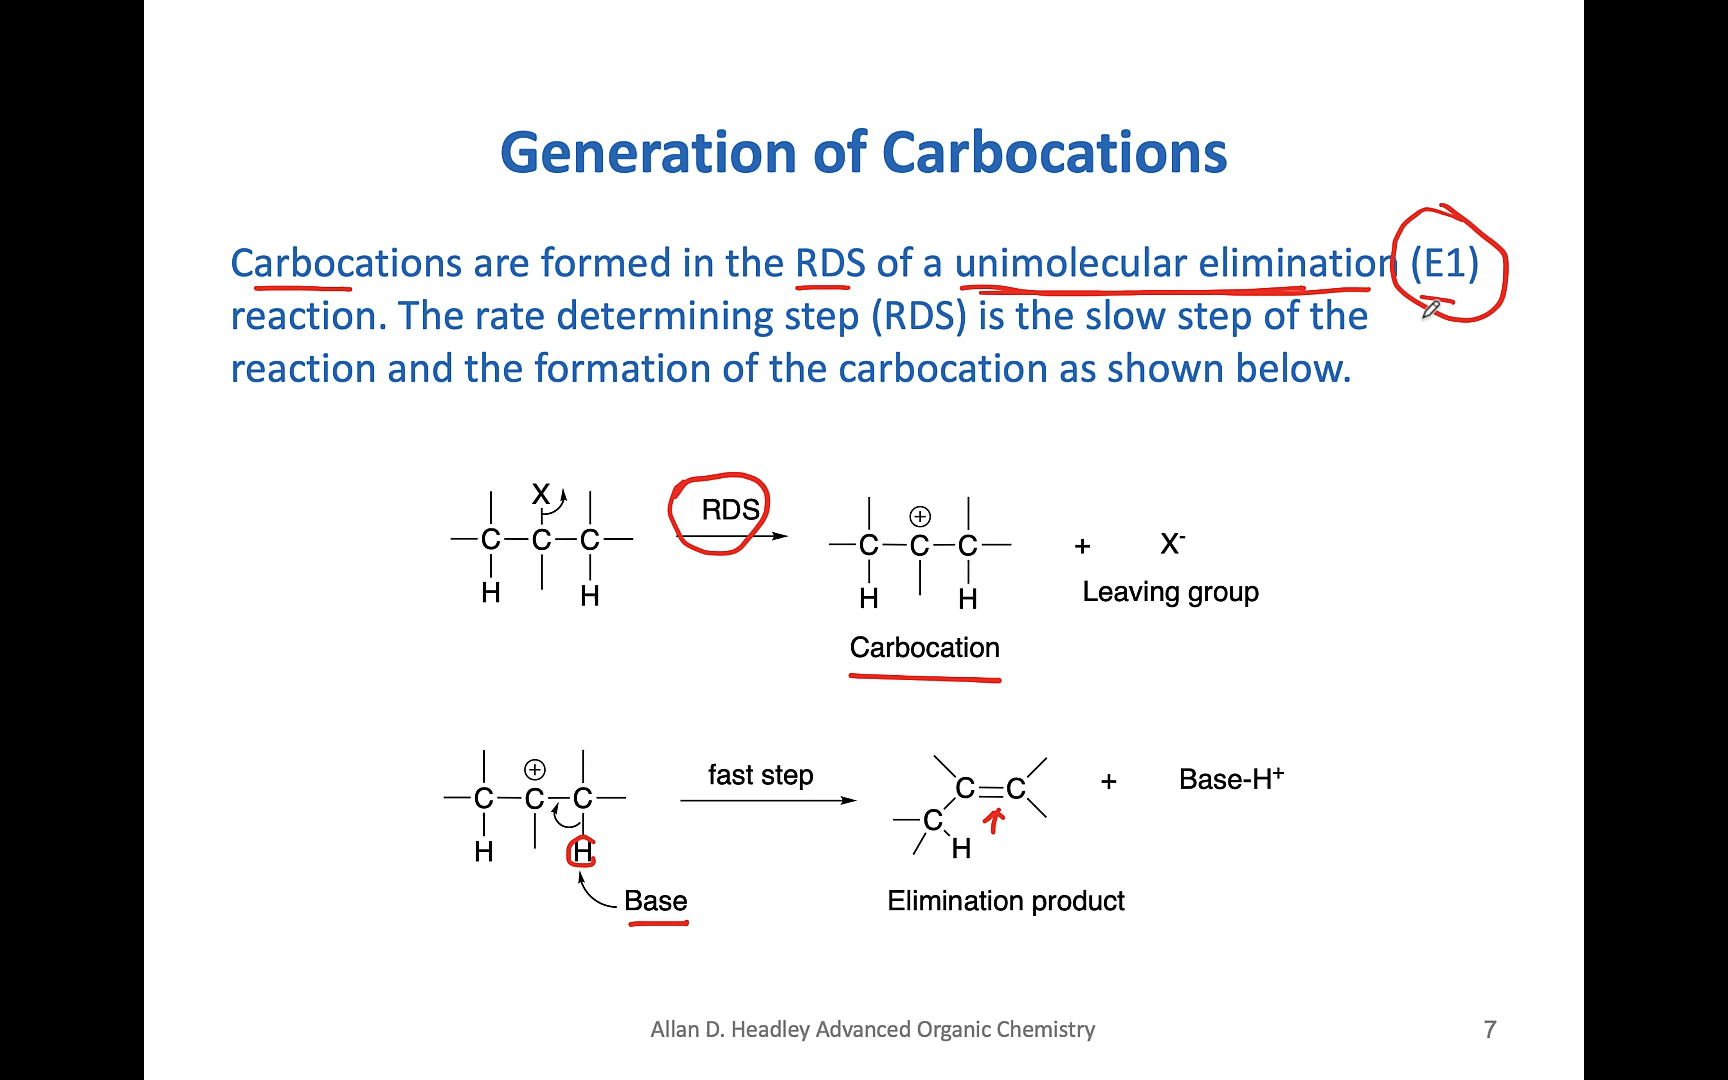 Generation of Carbocations
Carbocations are formed in the RDS of a unimolecular elimination (E1)
reaction. The rate determining step (RDS) is the slow step of the
reaction and the formation of the carbocation as shown below.
X
C C C
H H
RDS
⊕
C C C
H H
Carbocation
+ X⁻
Leaving group
⊕
C C C
H H
Base
fast step
C=C
C
H
Elimination product
+ Base-H⁺
Allan D. Headley Advanced Organic Chemistry 7